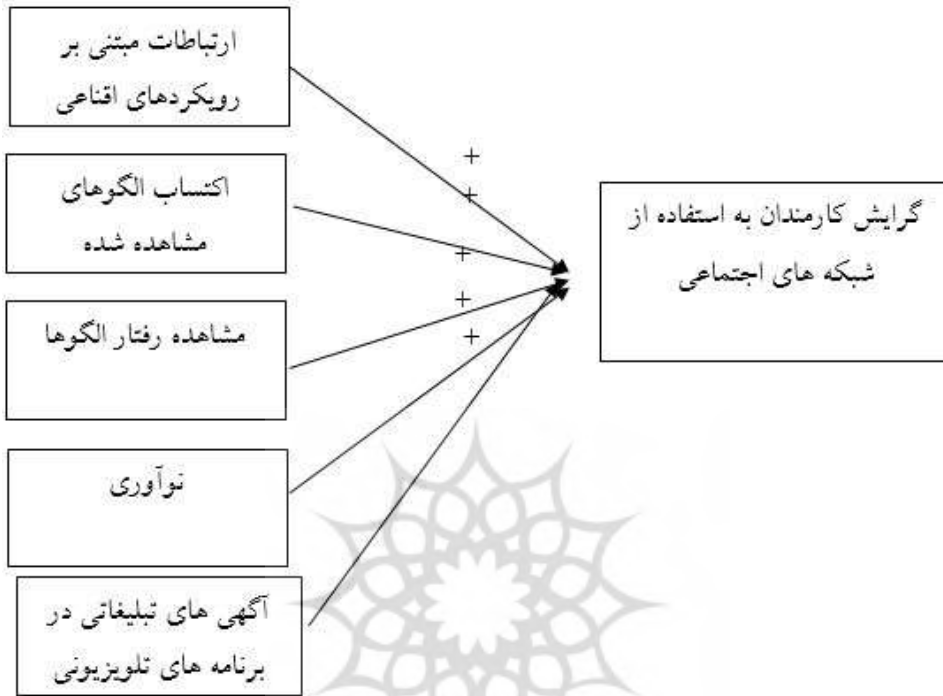 ارتباطات مبتنی بر
رویکردهای اقناعی
اکتساب الگوهای
مشاهده شده
مشاهده رفتار الگوها
نوآوری
آگهی های تبلیغاتی در
برنامه های تلویزیونی
+
+
+
+
+
گرایش کارمندان به استفاده از
شبکه های اجتماعی